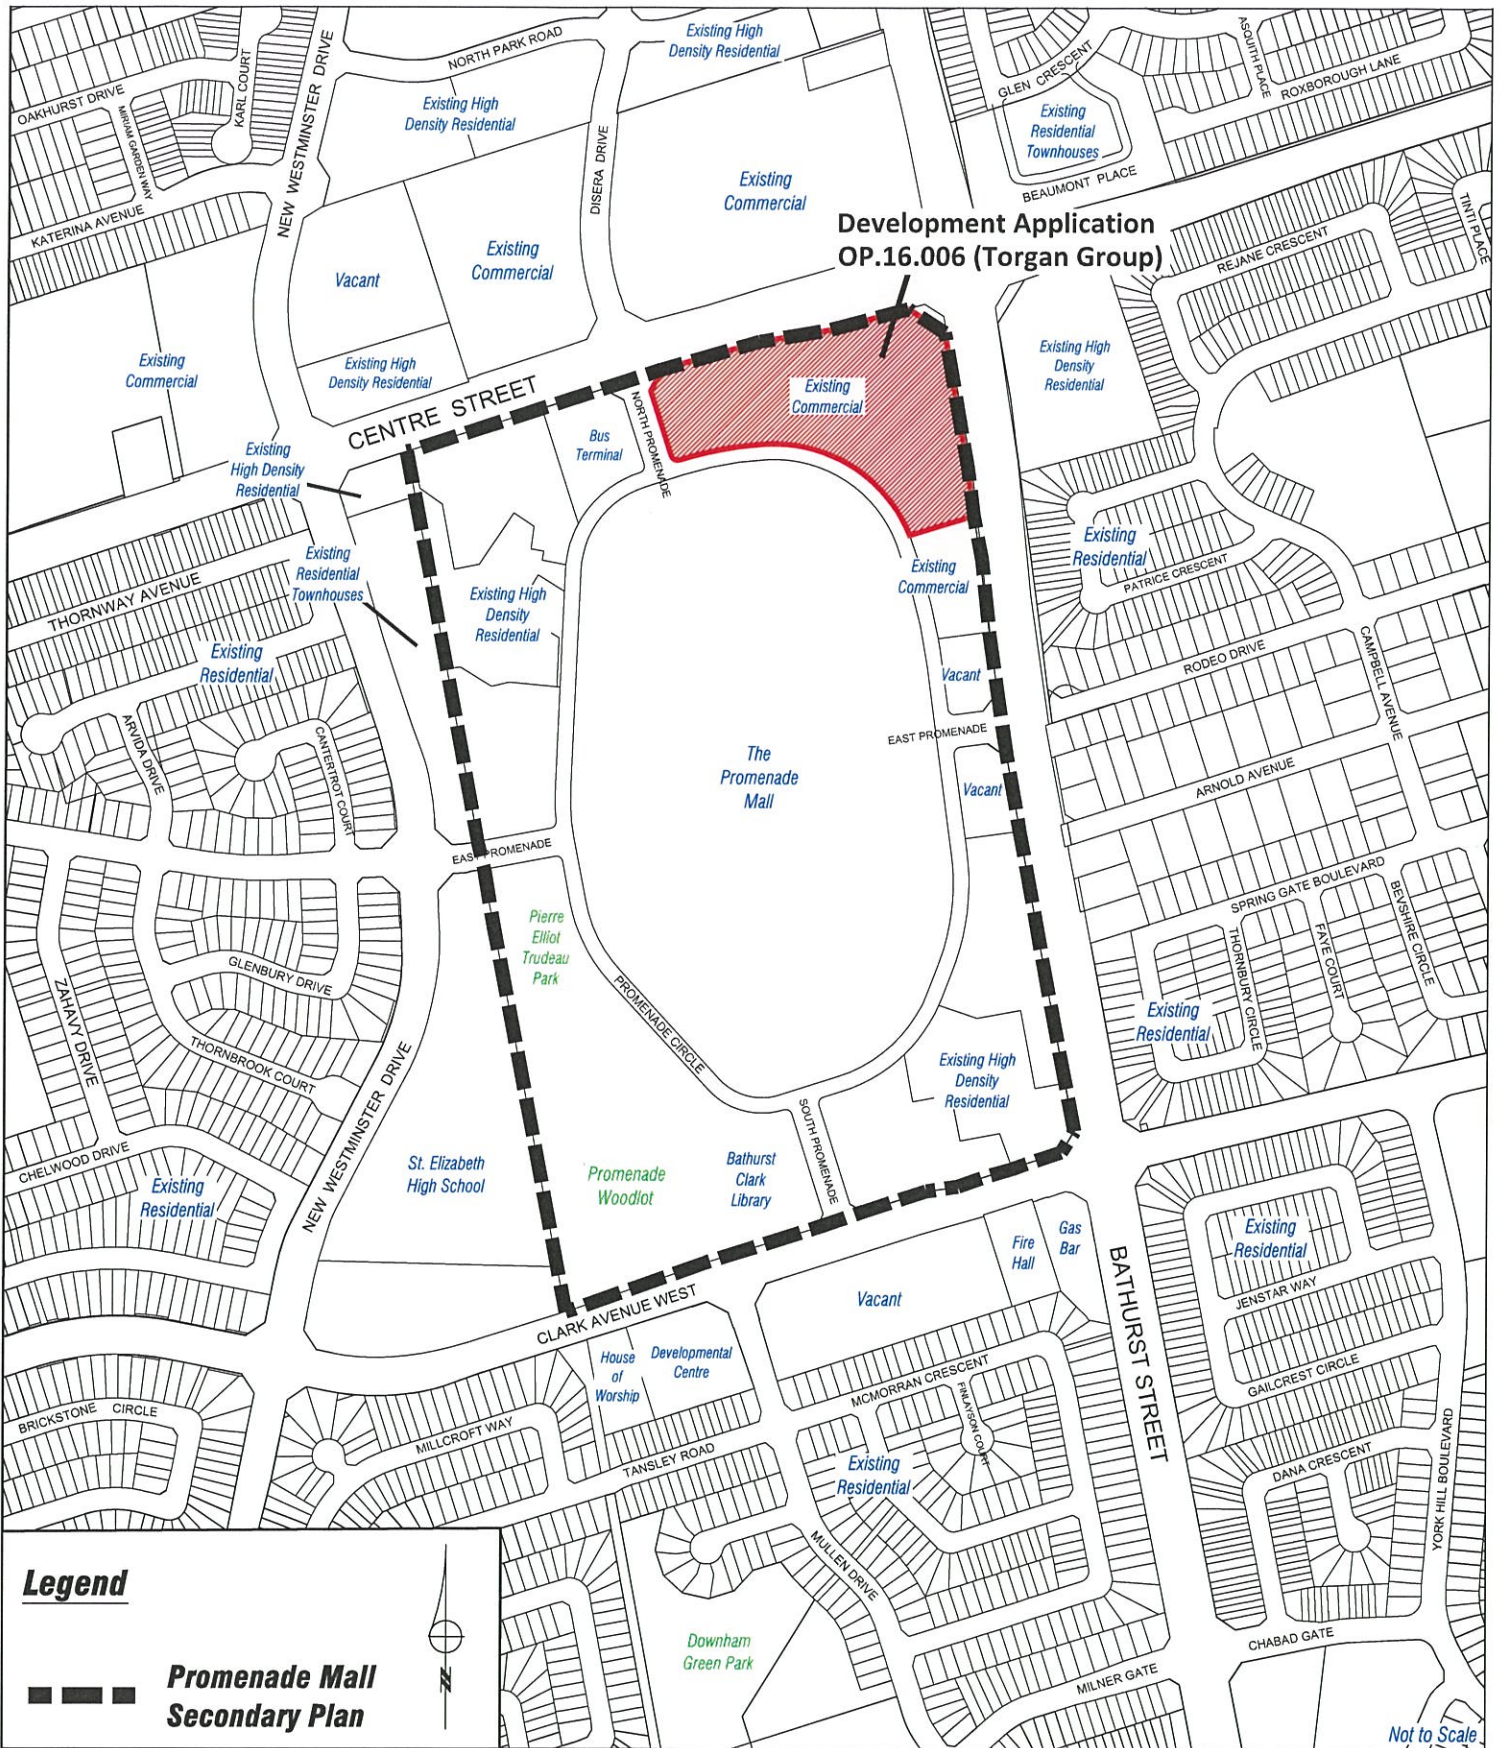 OAKHURST DRIVE
MIRIAM GARDEN WAY
KARL COURT
KATERINA AVENUE
NEW WESTMINSTER DRIVE
NORTH PARK ROAD
Existing High
Density Residential
Existing High
Density Residential
DISERA DRIVE
Existing
Commercial
Existing
Commercial
Vacant
Existing High
Density Residential
Existing
Commercial
GLEN CRESCENT
ASQUITH PLACE
ROXBOROUGH LANE
Existing
Residential
Townhouses
BEAUMONT PLACE
TINTI PLACE
REJANE CRESCENT
Development Application
OP.16.006 (Torgan Group)
Existing
Commercial
Existing High
Density
Residential
CENTRE STREET
NORTH PROMENADE
Bus
Terminal
Existing
High Density
Residential
Existing
Residential
Townhouses
Existing High
Density
Residential
THORNWAY AVENUE
Existing
Residential
ARVIDA DRIVE
CANTERTROT COURT
Existing
Commercial
Vacant
EAST PROMENADE
Vacant
The
Promenade
Mall
Existing
Residential
PATRICE CRESCENT
RODEO DRIVE
CAMPBELL AVENUE
ARNOLD AVENUE
SPRING GATE BOULEVARD
THORNBURY CIRCLE
FAYE COURT
BEVSHIRE CIRCLE
Existing
Residential
EAST PROMENADE
Pierre
Elliot
Trudeau
Park
PROMENADE CIRCLE
GLENBURY DRIVE
ZAHAVY DRIVE
THORNBROOK COURT
CHELWOOD DRIVE
Existing
Residential
NEW WESTMINSTER DRIVE
St. Elizabeth
High School
Promenade
Woodlot
Bathurst
Clark
Library
SOUTH PROMENADE
Existing High
Density
Residential
Fire
Hall
Gas
Bar
Vacant
BATHURST STREET
Existing
Residential
JENSTAR WAY
GAILCREST CIRCLE
DANA CRESCENT
YORK HILL BOULEVARD
CHABAD GATE
CLARK AVENUE WEST
House
of
Worship
Developmental
Centre
MCMORRAN CRESCENT
FINLAYSON COURT
Existing
Residential
BRICKSTONE CIRCLE
MILLCROFT WAY
TANSLEY ROAD
MULLEN DRIVE
Downham
Green Park
MILNER GATE
Legend
Promenade Mall
Secondary Plan
N
Not to Scale